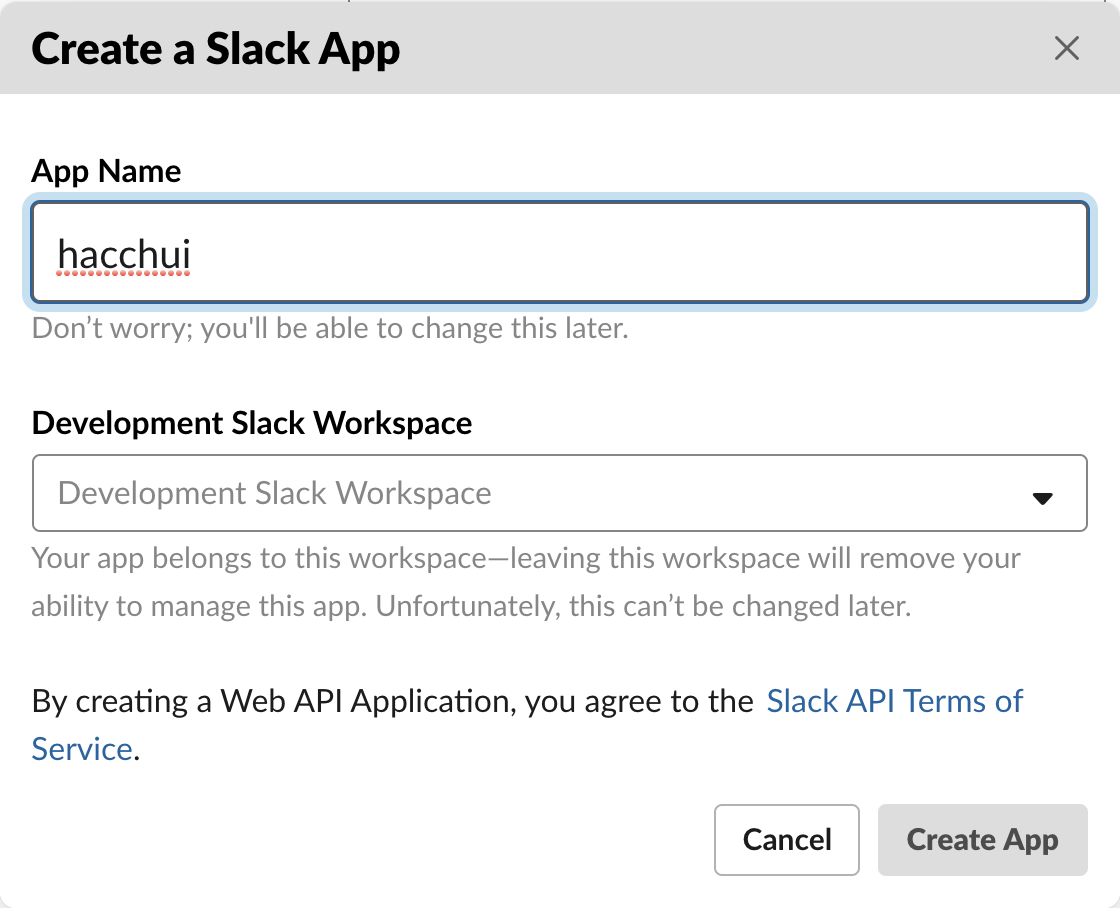 Create a Slack App
App Name
hacchui
Don’t worry; you'll be able to change this later.
Development Slack Workspace
Development Slack Workspace
Your app belongs to this workspace—leaving this workspace will remove your
ability to manage this app. Unfortunately, this can’t be changed later.
By creating a Web API Application, you agree to the Slack API Terms of
Service.
Cancel Create App